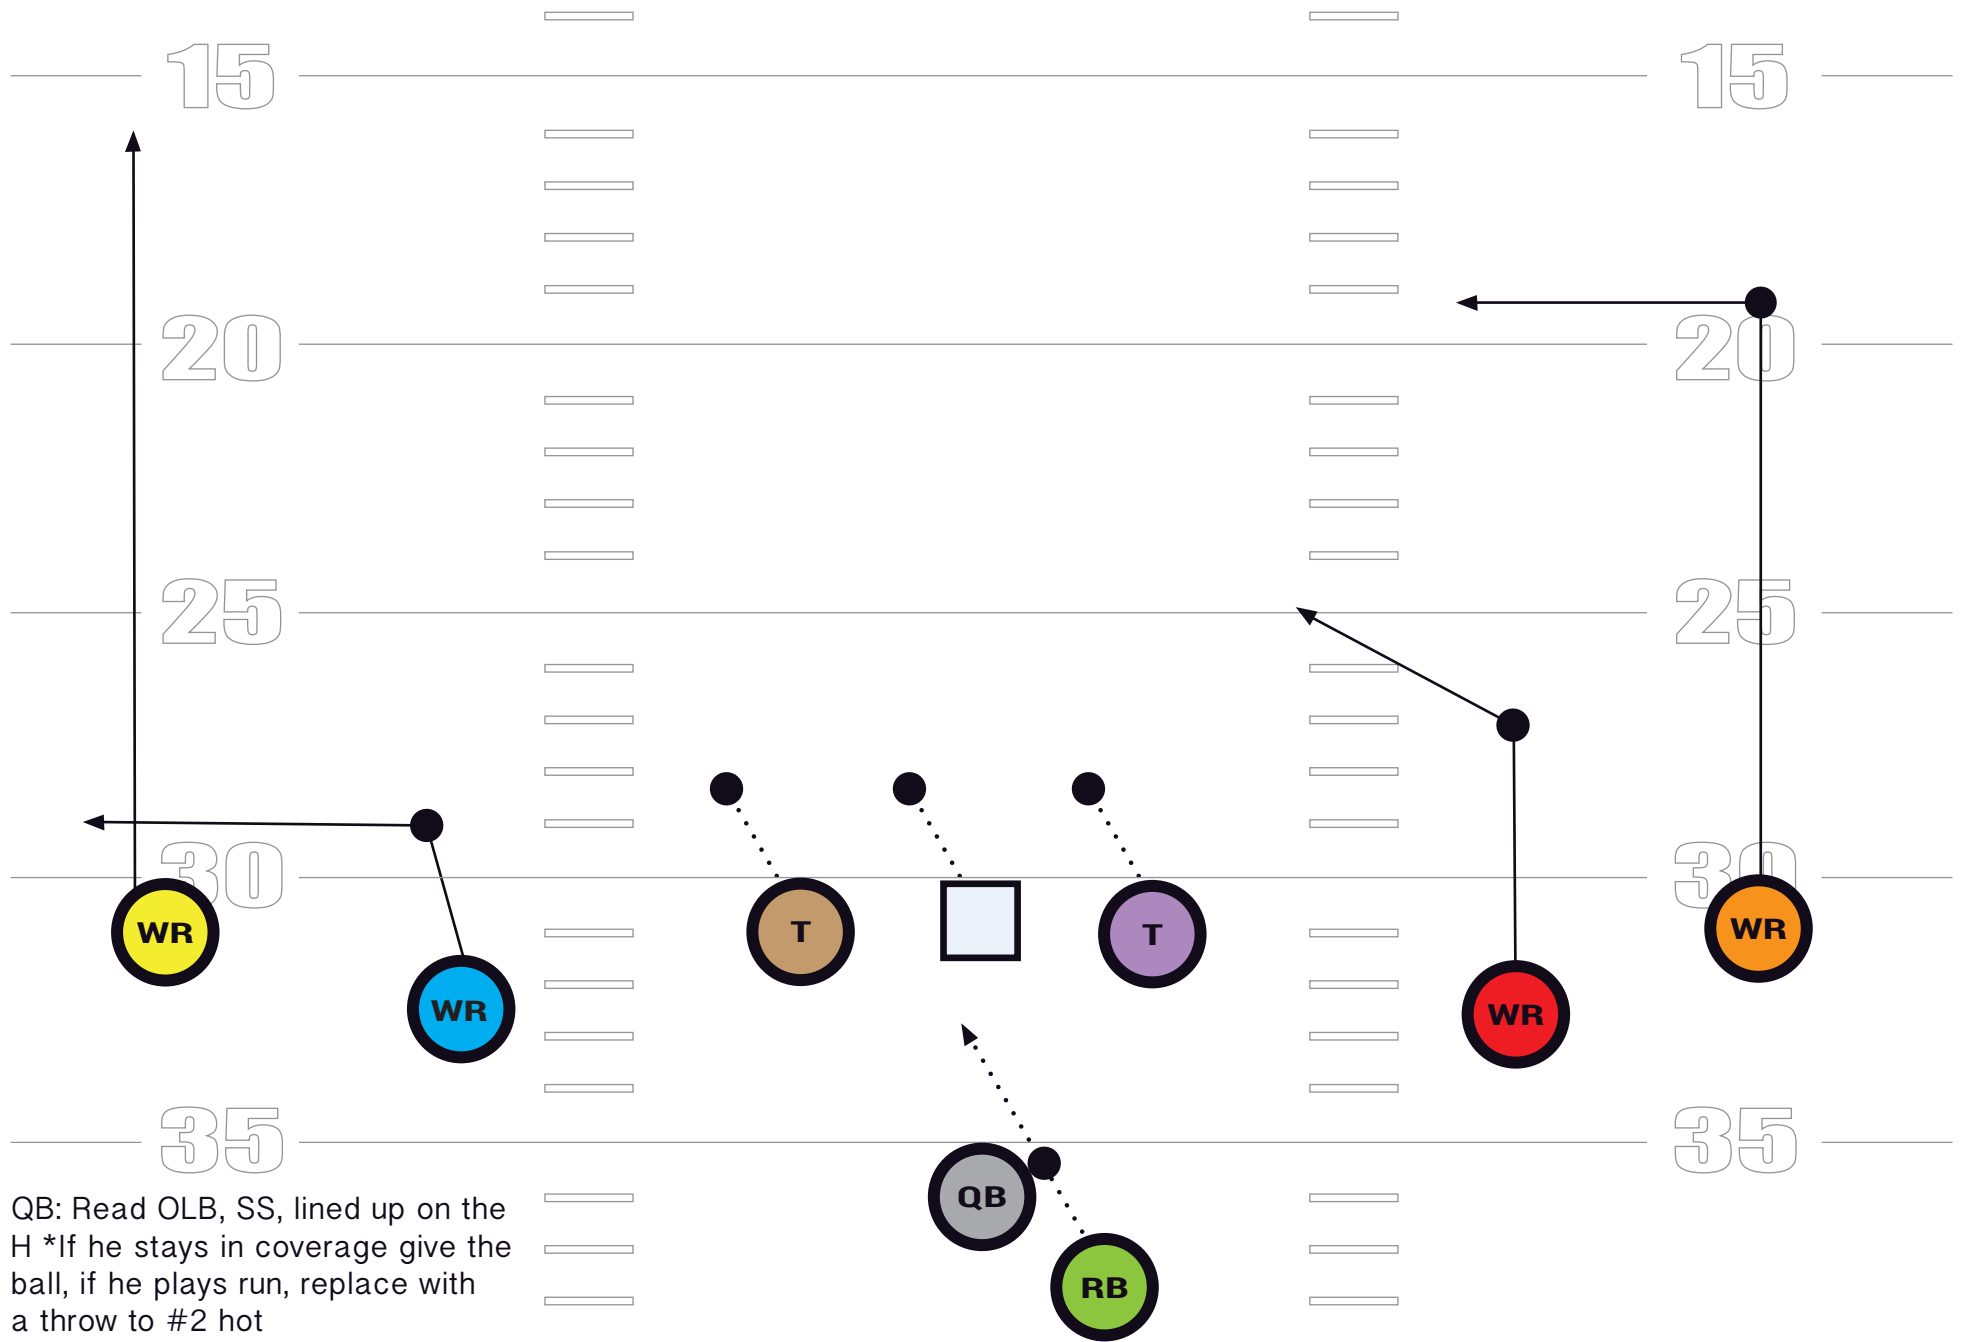 15 15
20 20
25 25
30 30
WR T T WR
WR WR
35 35
QB
RB
QB: Read OLB, SS, lined up on the
H *If he stays in coverage give the
ball, if he plays run, replace with
a throw to #2 hot